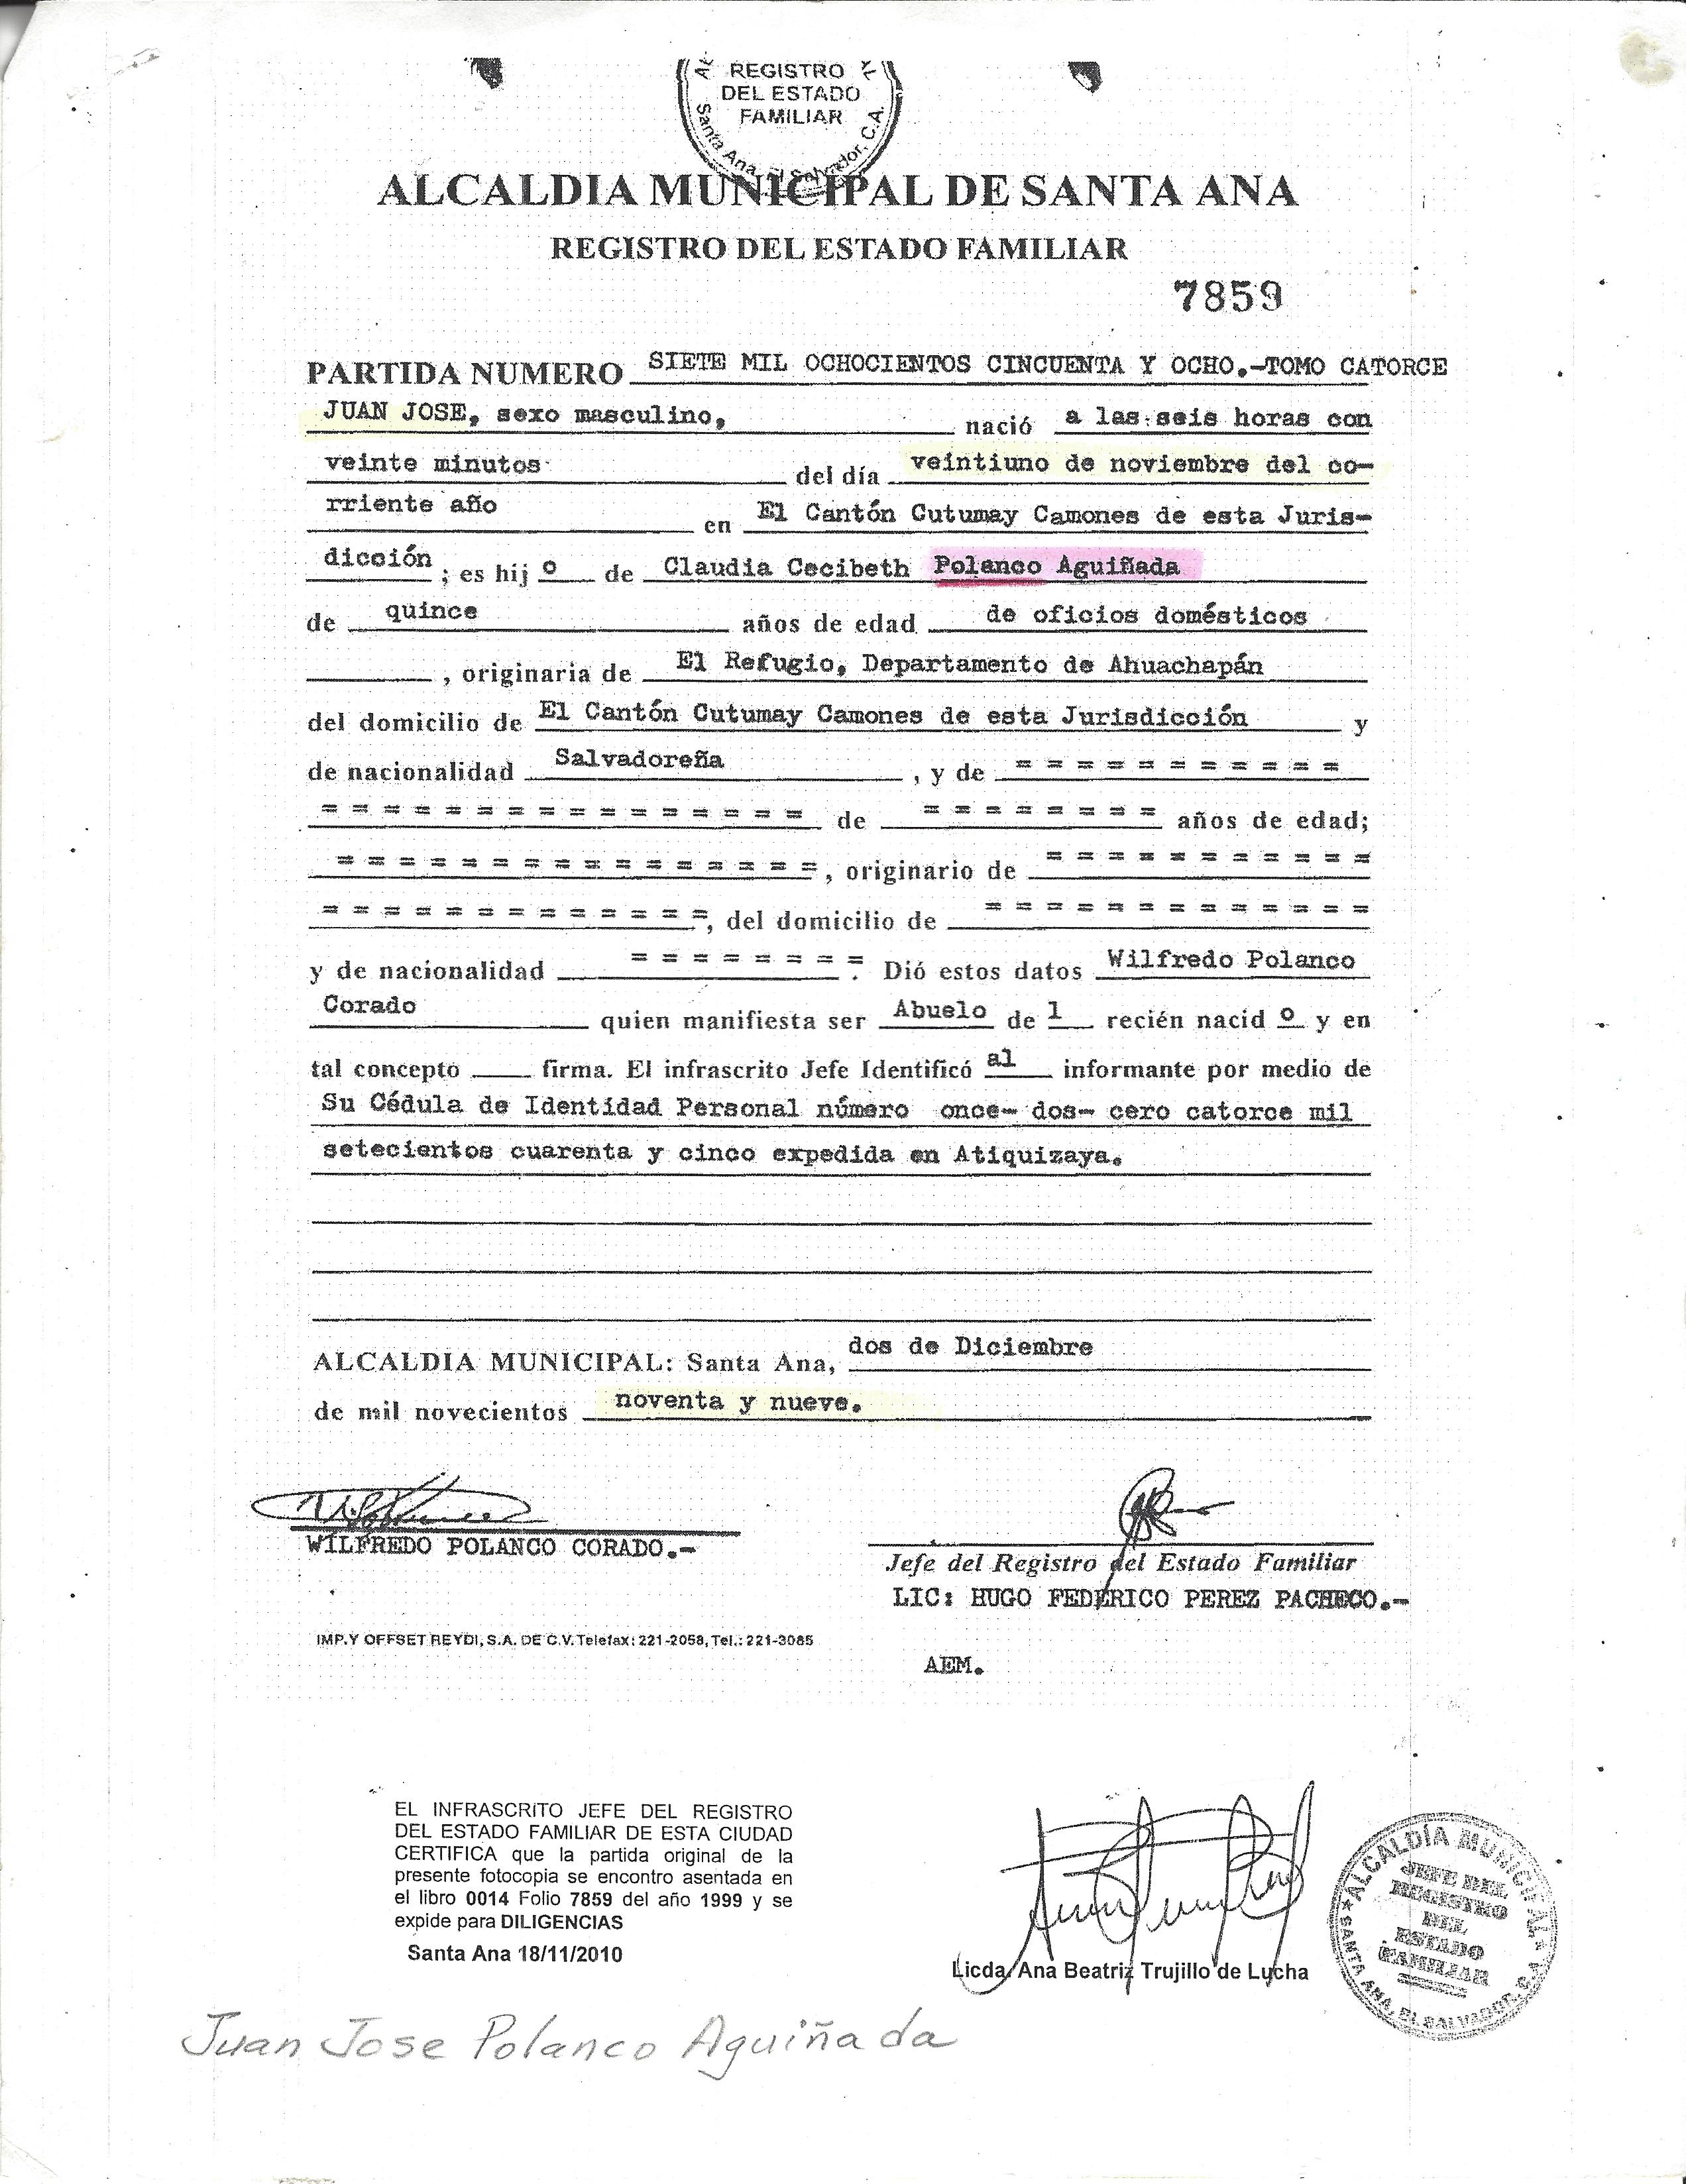 REGISTRO
DEL ESTADO
FAMILIAR
Santa Ana, El Salvador, C.A.
ALCALDIA MUNICIPAL DE SANTA ANA
REGISTRO DEL ESTADO FAMILIAR
7859
PARTIDA NUMERO SIETE MIL OCHOCIENTOS CINCUENTA Y OCHO.-TOMO CATORCE
JUAN JOSE, sexo masculino, nació a las seis horas con
veinte minutos del día veintiuno de noviembre del co-
rriente año en El Cantón Cutumay Camones de esta Juris-
dicción ; es hij o de Claudia Cecibeth Polanco Aguiñada
de quince años de edad de oficios domésticos
, originaria de El Refugio, Departamento de Ahuachapán
del domicilio de El Cantón Cutumay Camones de esta Jurisdicción y
de nacionalidad Salvadoreña , y de = = = = = = = = = = =
= = = = = = = = = = = = = = = = de = = = = = = = = años de edad;
= = = = = = = = = = = = = = = =, originario de = = = = = = = = = = =
= = = = = = = = = = = = =, del domicilio de = = = = = = = = = = = = =
y de nacionalidad = = = = = = = =. Dió estos datos Wilfredo Polanco
Corado quien manifiesta ser Abuelo de l recién nacid o y en
tal concepto firma. El infrascrito Jefe Identificó al informante por medio de
Su Cédula de Identidad Personal número once- dos- cero catorce mil
setecientos cuarenta y cinco expedida en Atiquizaya.
ALCALDIA MUNICIPAL: Santa Ana, dos de Diciembre
de mil novecientos noventa y nueve.
WILFREDO POLANCO CORADO.-
Jefe del Registro del Estado Familiar
LIC: HUGO FEDERICO PEREZ PACHECO.-
IMP.Y OFFSET REYDI, S.A. DE C.V. Telefax: 221-2058, Tel.: 221-3085
AEM.
EL INFRASCRITO JEFE DEL REGISTRO
DEL ESTADO FAMILIAR DE ESTA CIUDAD
CERTIFICA que la partida original de la
presente fotocopia se encontro asentada en
el libro 0014 Folio 7859 del año 1999 y se
expide para DILIGENCIAS
Santa Ana 18/11/2010
Licda. Ana Beatriz Trujillo de Lucha
ALCALDÍA MUNICIPAL
JEFE DEL
REGISTRO
DEL
ESTADO
FAMILIAR
SANTA ANA, EL SALVADOR, C.A.
Juan Jose Polanco Aguiñada